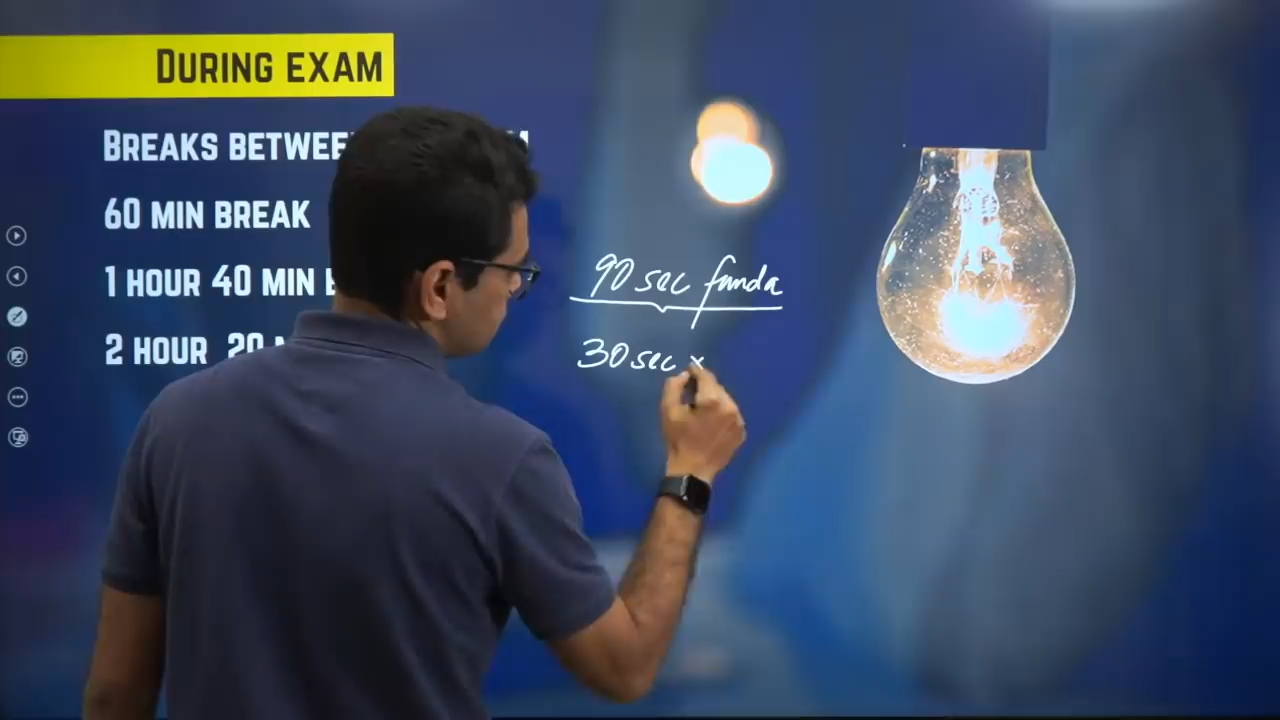 DURING EXAM
BREAKS BETWEE
60 MIN BREAK
1 HOUR 40 MIN
2 HOUR 20
90 sec funda
30 sec x